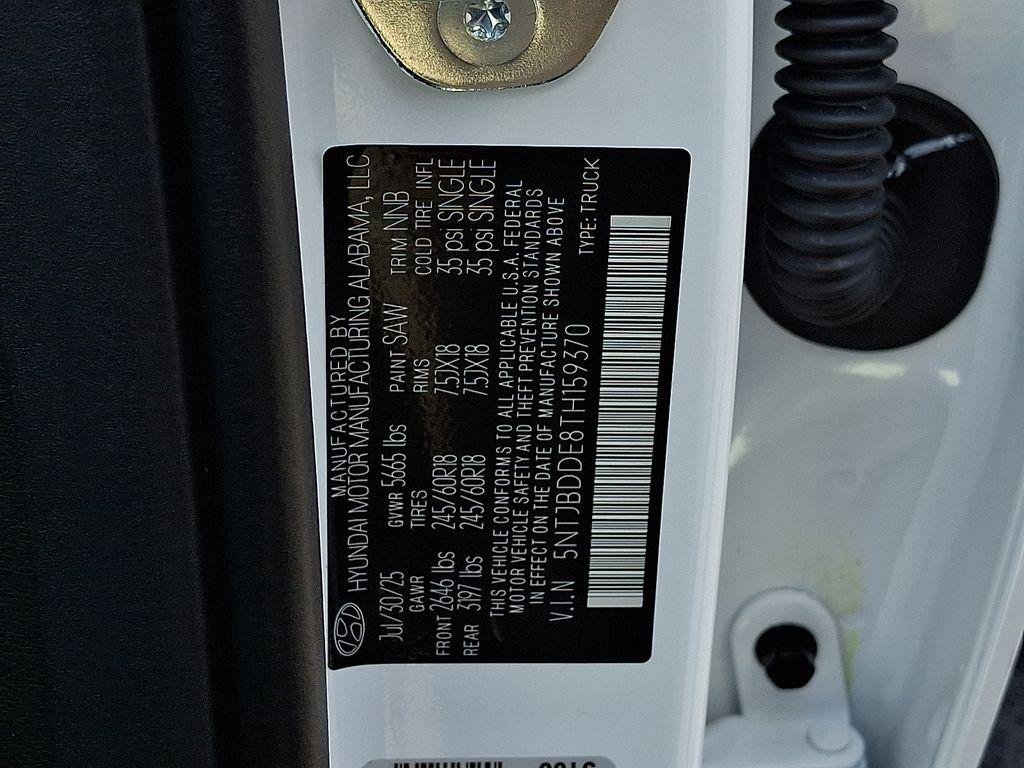 MANUFACTURED BY
HYUNDAI MOTOR MANUFACTURING ALABAMA, LLC
Jul/30/25 GVWR 5665 lbs PAINT SAW TRIM NNB
GAWR TIRES RIMS COLD TIRE INFL
FRONT 2646 lbs 245/60R18 7.5JX18 35 psi SINGLE
REAR 3197 lbs 245/60R18 7.5JX18 35 psi SINGLE
THIS VEHICLE CONFORMS TO ALL APPLICABLE U.S.A. FEDERAL
MOTOR VEHICLE SAFETY AND THEFT PREVENTION STANDARDS
IN EFFECT ON THE DATE OF MANUFACTURE SHOWN ABOVE
V.I.N 5NTJBDDE8TH159370 TYPE: TRUCK